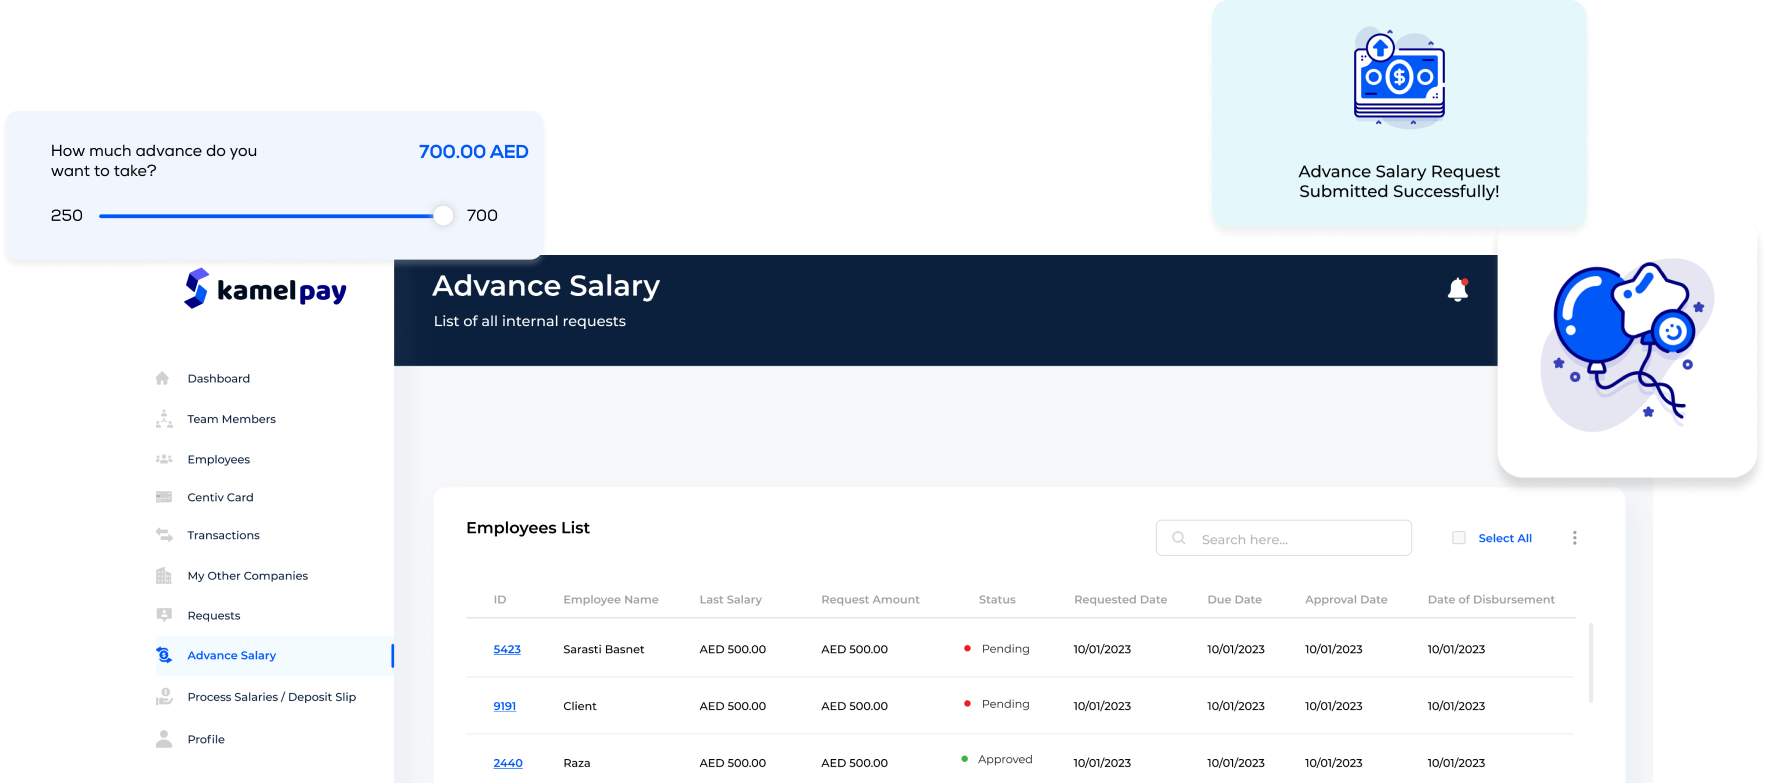 Advance Salary Request
Submitted Successfully!
How much advance do you
want to take?
700.00 AED
250
700
kamelpay
Advance Salary
List of all internal requests
Dashboard
Team Members
Employees
Centiv Card
Transactions
My Other Companies
Requests
Advance Salary
Process Salaries / Deposit Slip
Profile
Employees List
Search here...
Select All
ID Employee Name Last Salary Request Amount Status Requested Date Due Date Approval Date Date of Disbursement
5423 Sarasti Basnet AED 500.00 AED 500.00 Pending 10/01/2023 10/01/2023 10/01/2023 10/01/2023
9191 Client AED 500.00 AED 500.00 Pending 10/01/2023 10/01/2023 10/01/2023 10/01/2023
2440 Raza AED 500.00 AED 500.00 Approved 10/01/2023 10/01/2023 10/01/2023 10/01/2023